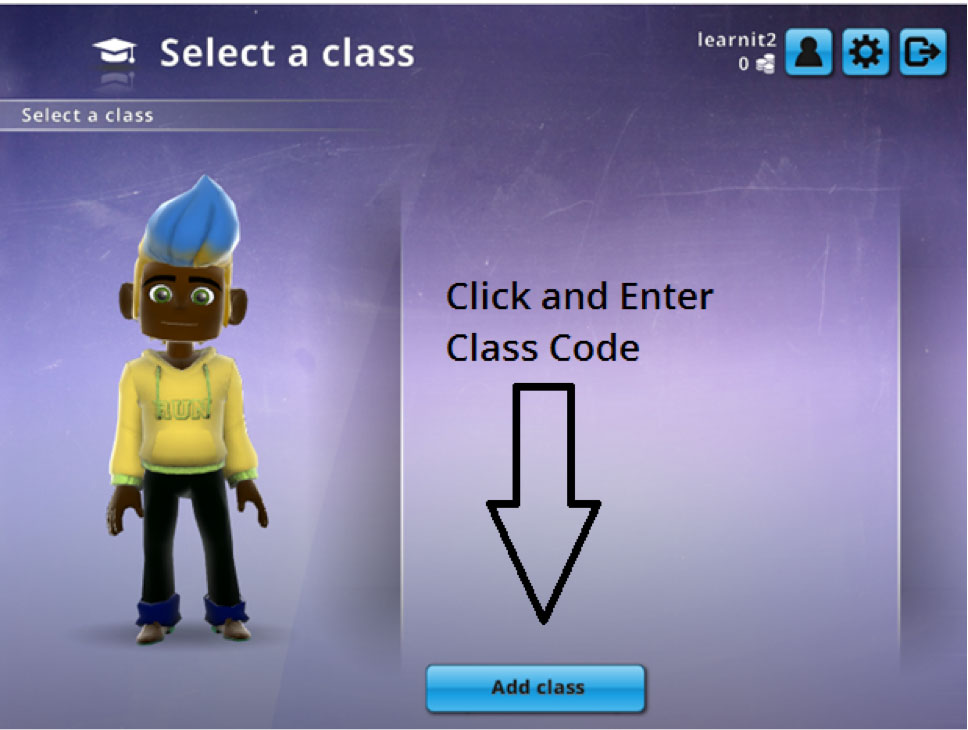 Select a class
learnit2
0
Select a class
RUN
Click and Enter
Class Code
Add class